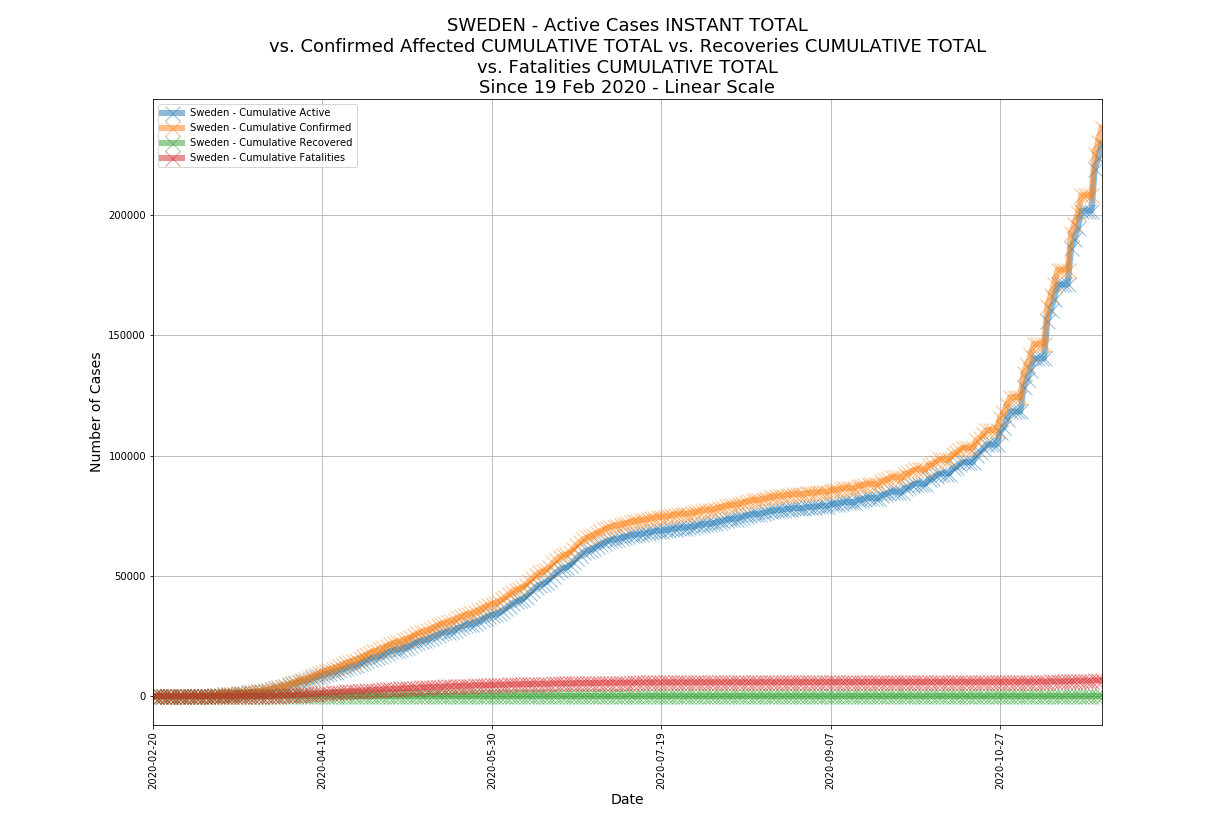 SWEDEN - Active Cases INSTANT TOTAL
vs. Confirmed Affected CUMULATIVE TOTAL vs. Recoveries CUMULATIVE TOTAL
vs. Fatalities CUMULATIVE TOTAL
Since 19 Feb 2020 - Linear Scale
Sweden - Cumulative Active
Sweden - Cumulative Confirmed
Sweden - Cumulative Recovered
Sweden - Cumulative Fatalities
200000
150000
100000
50000
0
Number of Cases
2020-02-20
2020-04-10
2020-05-30
2020-07-19
2020-09-07
2020-10-27
Date